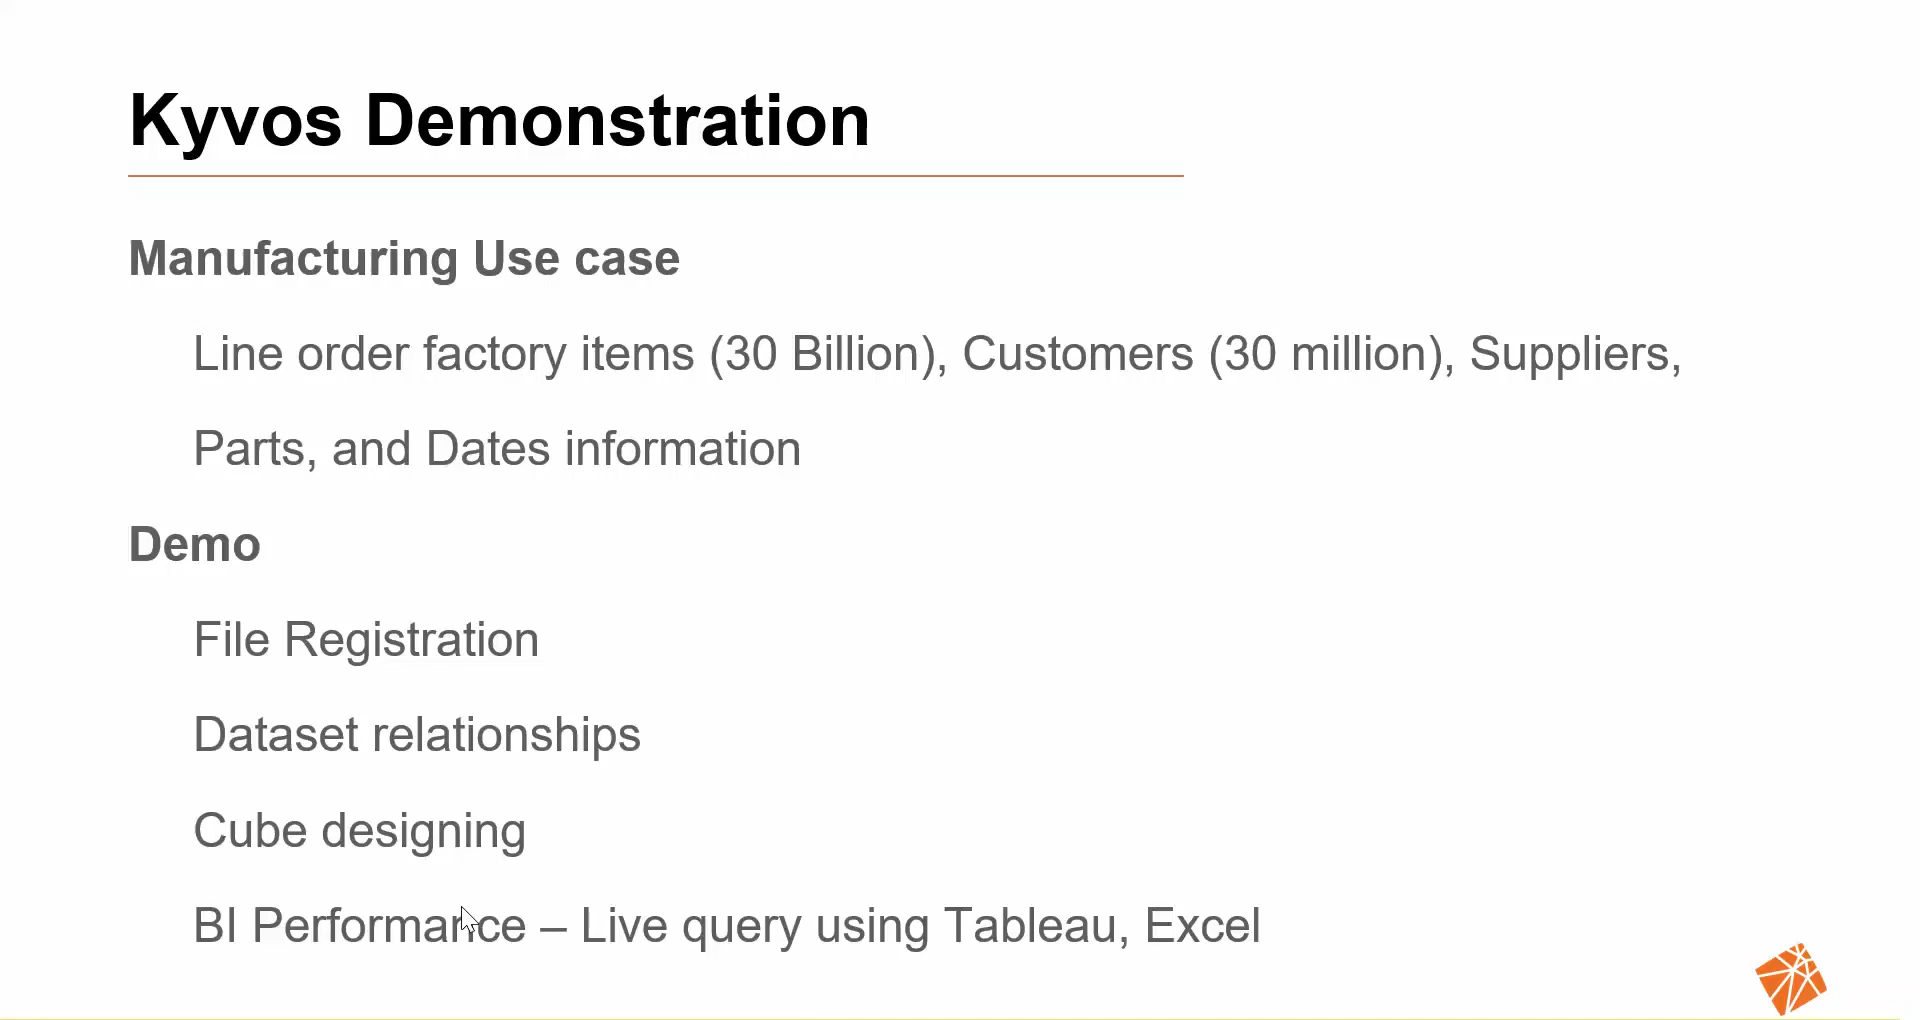 Kyvos Demonstration
Manufacturing Use case
Line order factory items (30 Billion), Customers (30 million), Suppliers,
Parts, and Dates information
Demo
File Registration
Dataset relationships
Cube designing
BI Performance – Live query using Tableau, Excel